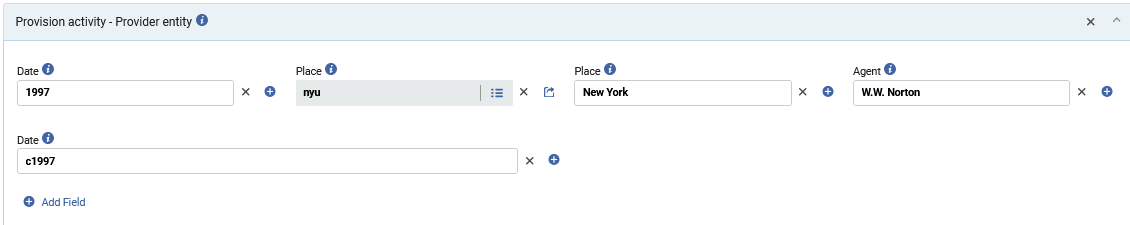 Provision activity - Provider entity
Date Place Place Agent
1997 nyu New York W.W. Norton
Date
c1997
Add Field